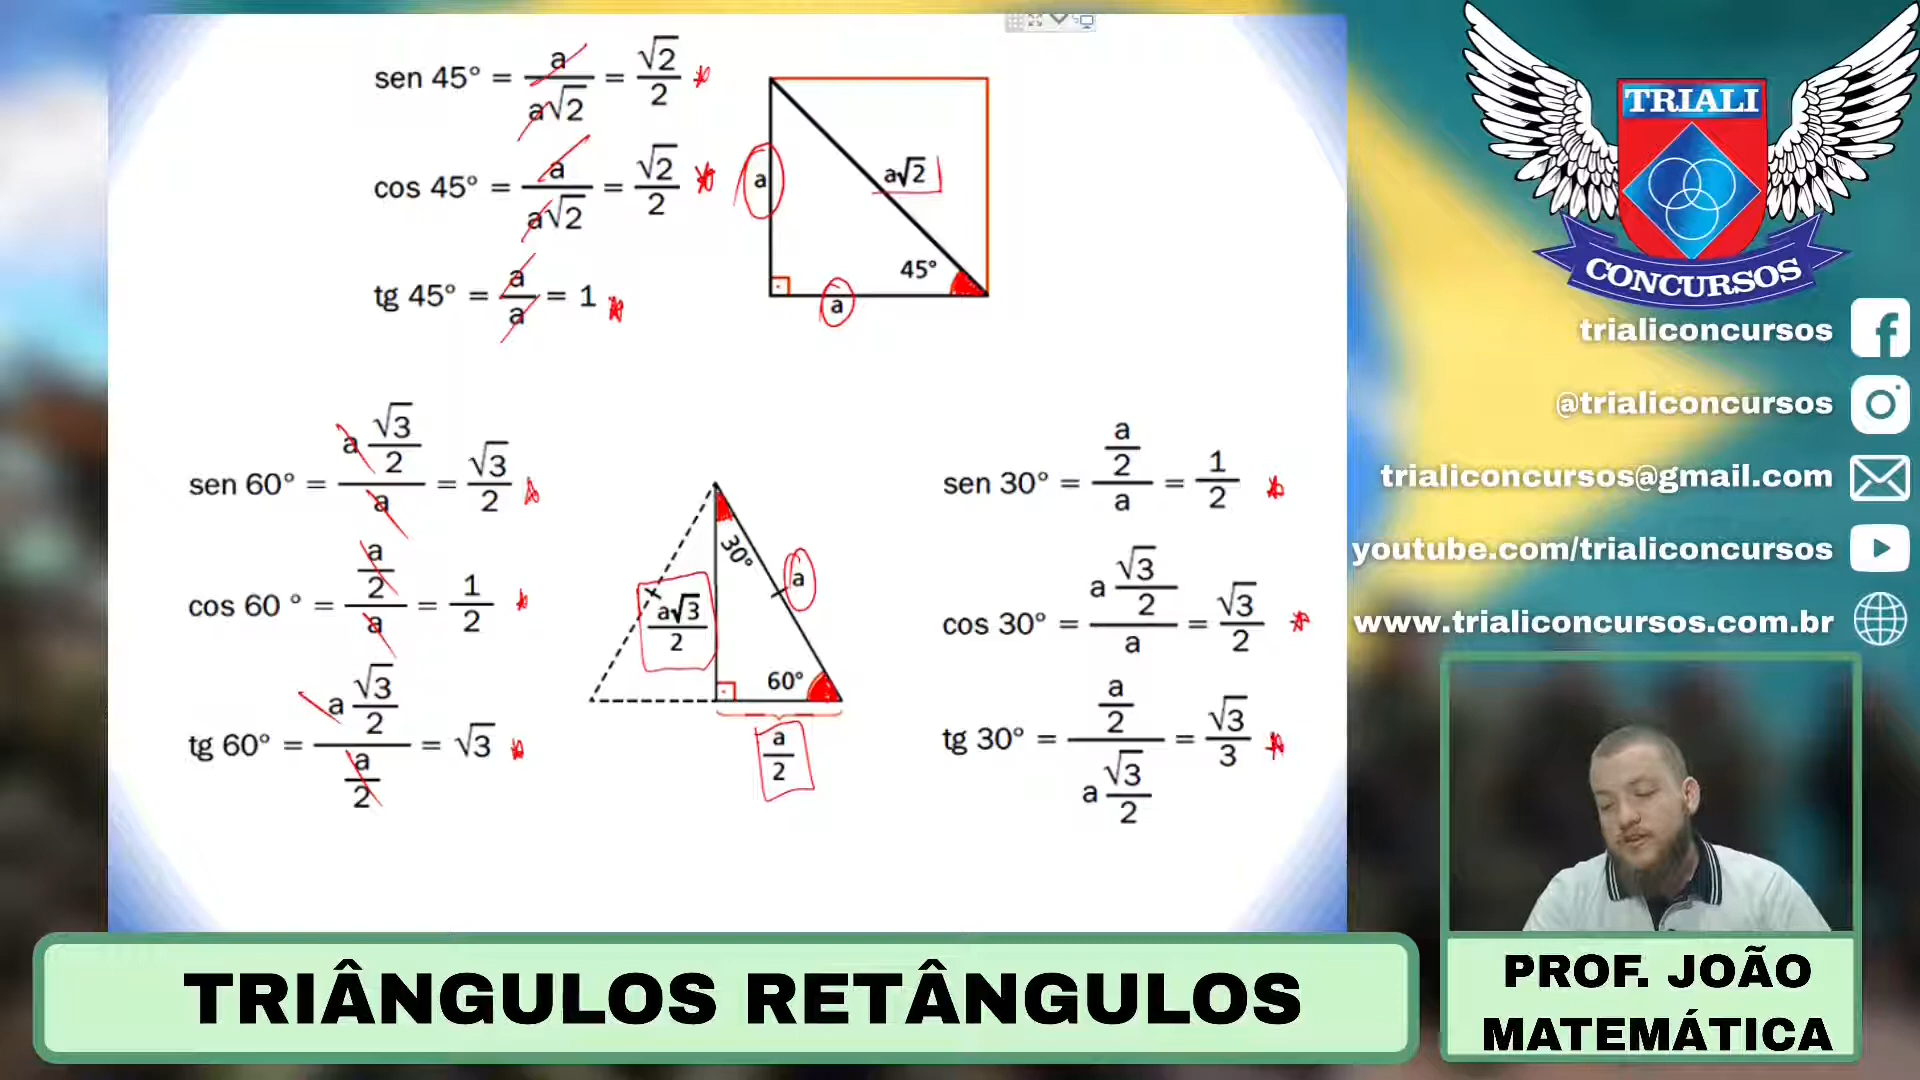 sen 45° = a / a√2 = √2 / 2
cos 45° = a / a√2 = √2 / 2
tg 45° = a / a = 1
a
a√2
45°
a
sen 60° = a √3/2 / a = √3 / 2
cos 60 ° = a/2 / a = 1 / 2
tg 60° = a √3/2 / a/2 = √3
30°
a
a√3 / 2
60°
a / 2
sen 30° = a/2 / a = 1 / 2
cos 30° = a √3/2 / a = √3 / 2
tg 30° = a/2 / a √3/2 = √3 / 3
TRIALI
CONCURSOS
trialiconcursos
@trialiconcursos
trialiconcursos@gmail.com
youtube.com/trialiconcursos
www.trialiconcursos.com.br
TRIÂNGULOS RETÂNGULOS
PROF. JOÃO
MATEMÁTICA